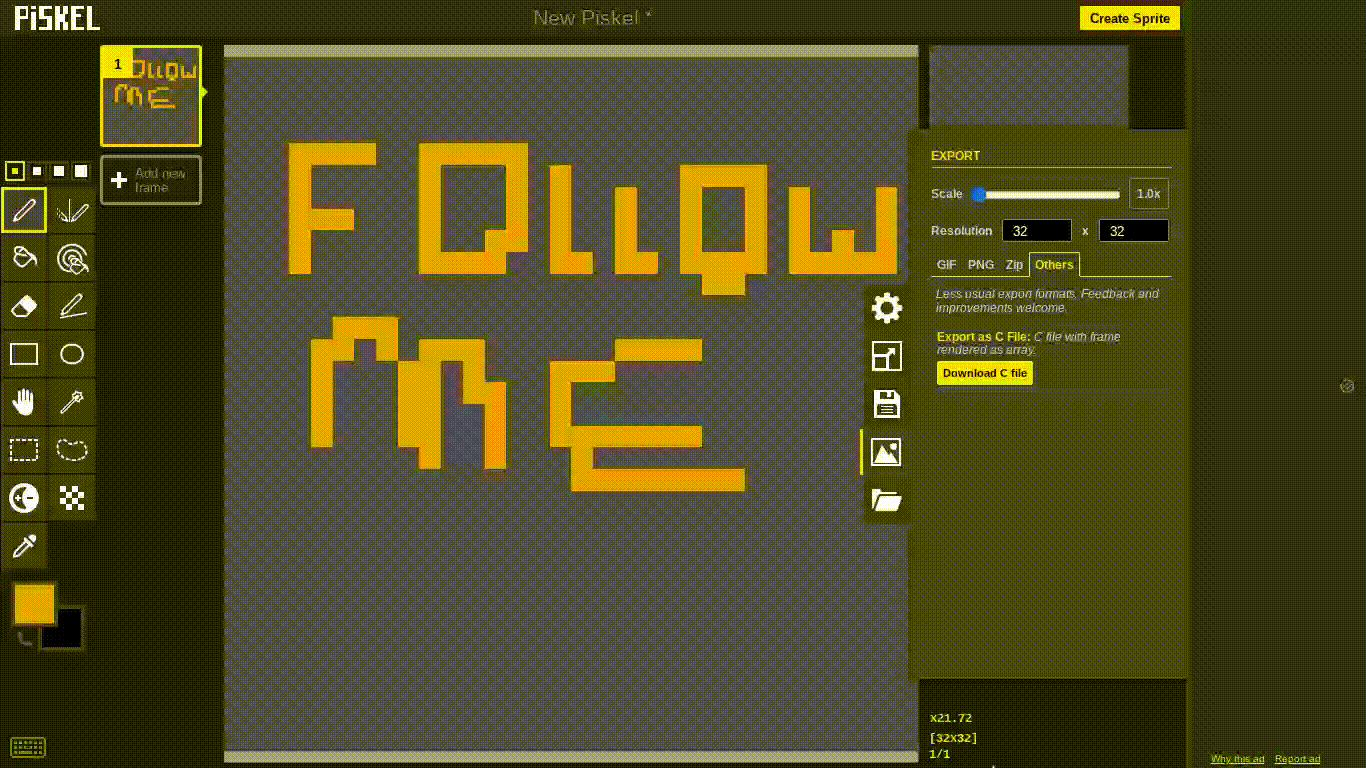 PiSKEL
New Piskel *
Create Sprite
1
Add new
frame
FOLLOW
ME
EXPORT
Scale
1.0x
Resolution 32 x 32
GIF PNG Zip Others
Less usual export formats. Feedback and
improvements welcome.
Export as C File: C file with frame
rendered as array.
Download C file
x21.72
[32X32]
1/1
Why this ad Report ad